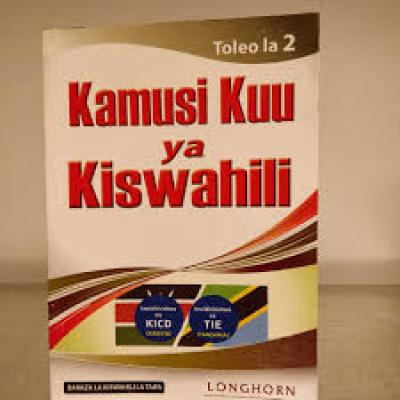 Toleo la 2
Kamusi Kuu
ya
Kiswahili
KICD
TIE
BARAZA LA KISWAHILI LA TAIFA
LONGHORN